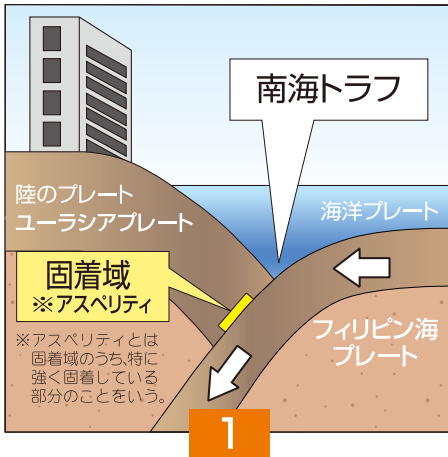 南海トラフ
陸のプレート
ユーラシアプレート
海洋プレート
固着域
※アスペリティ
フィリピン海
プレート
※アスペリティとは
固着域のうち、特に
強く固着している
部分のことをいう。
1